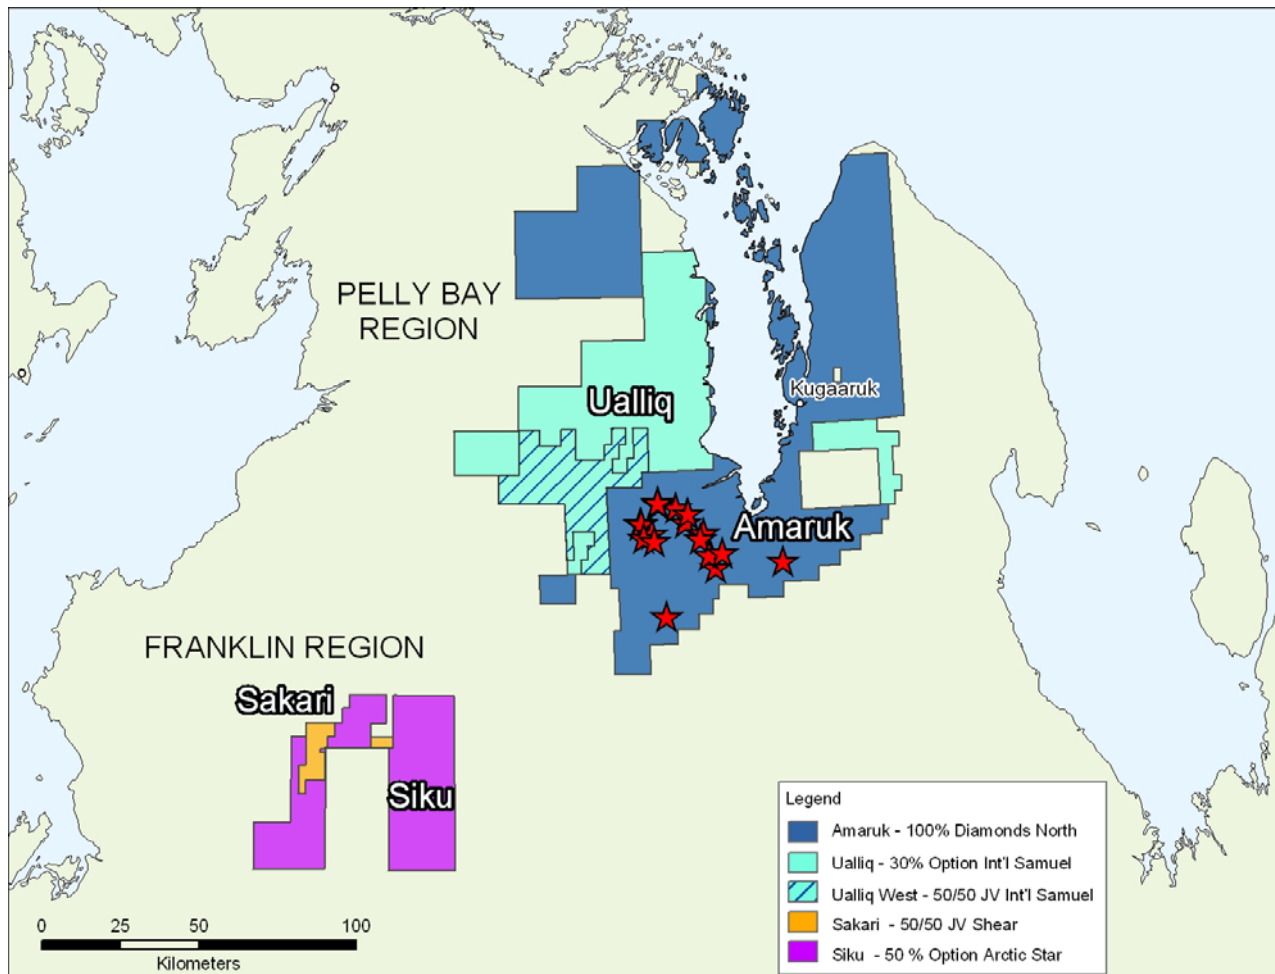 PELLY BAY
REGION
Ualliq
Kugaaruk
Amaruk
FRANKLIN REGION
Sakari
Siku
Legend
Amaruk - 100% Diamonds North
Ualliq - 30% Option Int'l Samuel
Ualliq West - 50/50 JV Int'l Samuel
Sakari - 50/50 JV Shear
Siku - 50 % Option Arctic Star
0 25 50 100
Kilometers